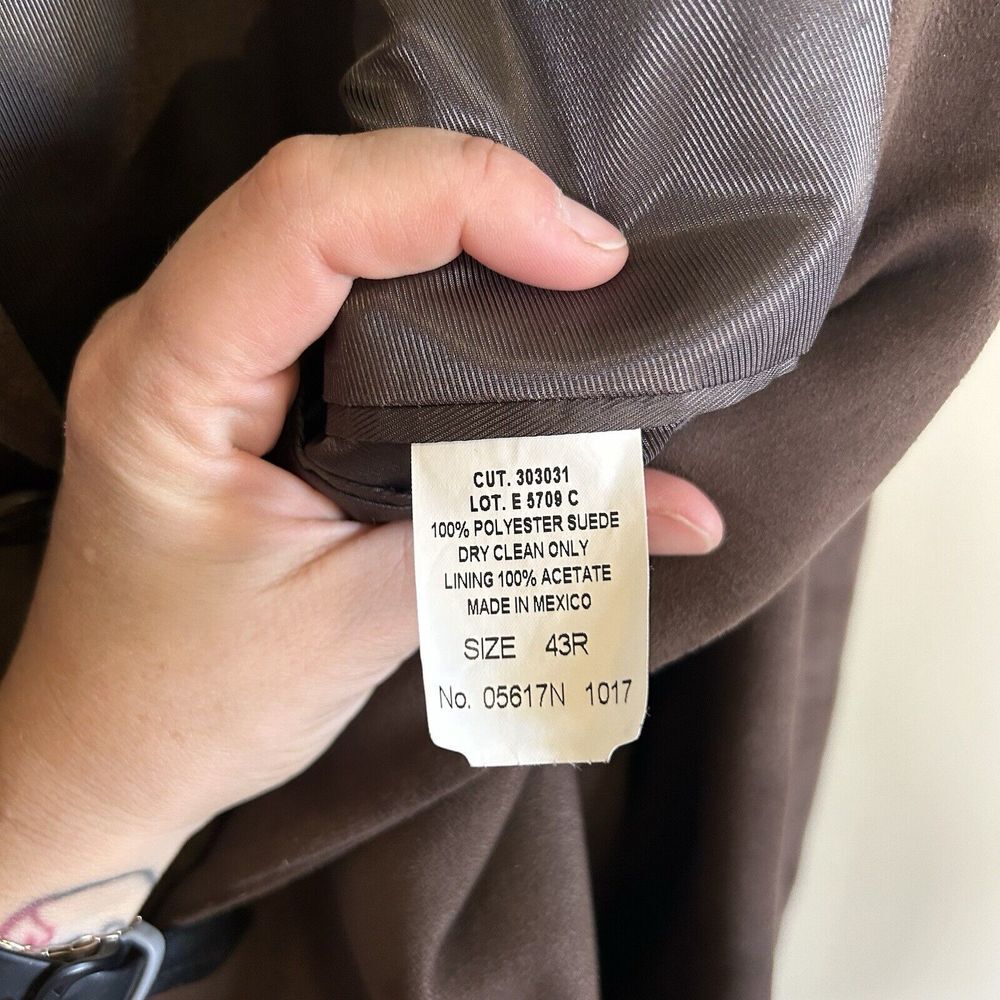 CUT. 303031
LOT. E 5709 C
100% POLYESTER SUEDE
DRY CLEAN ONLY
LINING 100% ACETATE
MADE IN MEXICO
SIZE 43R
No. 05617N 1017